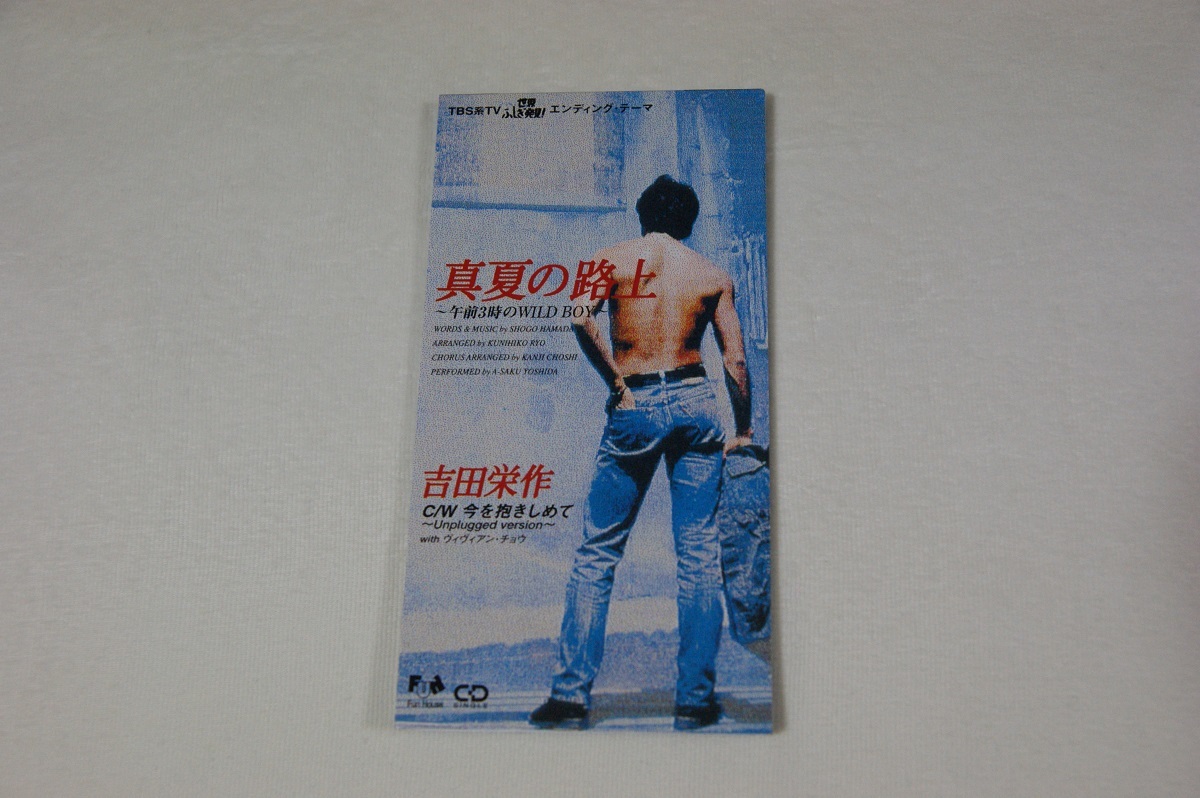 TBS系TV 世界ふしぎ発見! エンディング・テーマ
真夏の路上
～午前3時のWILD BOY～
WORDS & MUSIC by SHOGO HAMADA
ARRANGED by KUNIHIKO RYO
CHORUS ARRANGED by KANJI CHOSHI
PERFORMED by A-SAKU YOSHIDA
吉田栄作
C/W 今を抱きしめて
～Unplugged version～
with ヴィヴィアン・チョウ
FUN
Fun House
CD
SINGLE